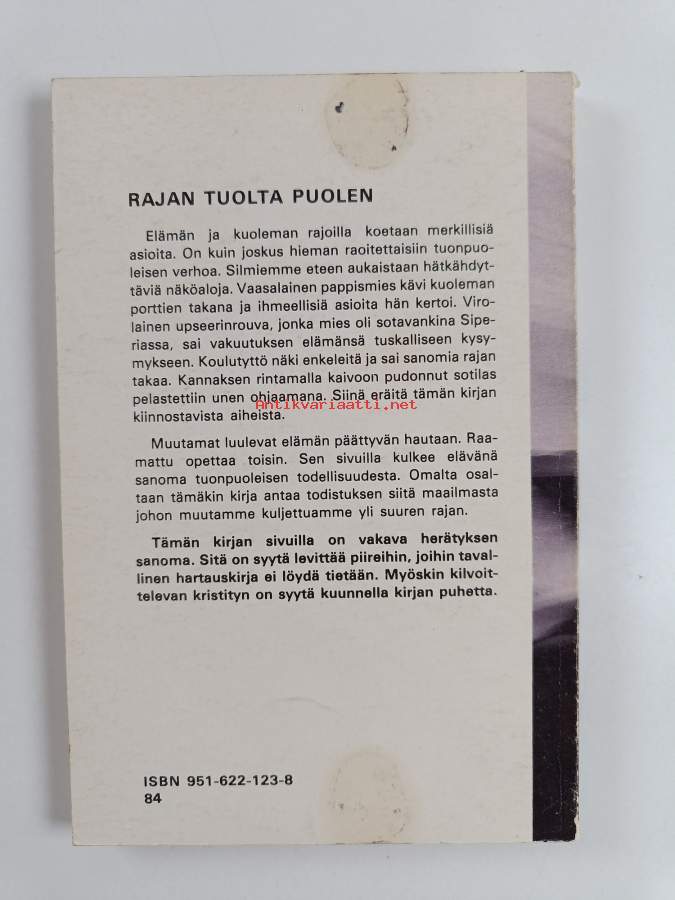 RAJAN TUOLTA PUOLEN
Elämän ja kuoleman rajoilla koetaan merkillisiä
asioita. On kuin joskus hieman raoitettaisiin tuonpuo-
leisen verhoa. Silmiemme eteen aukaistaan hätkähdyt-
täviä näköaloja. Vaasalainen pappismies kävi kuoleman
porttien takana ja ihmeellisiä asioita hän kertoi. Viro-
lainen upseerinrouva, jonka mies oli sotavankina Sipe-
riassa, sai vakuutuksen elämänsä tuskalliseen kysy-
mykseen. Koulutyttö näki enkeleitä ja sai sanomia rajan
takaa. Kannaksen rintamalla kaivoon pudonnut sotilas
pelastettiin unen ohjaamana. Siinä eräitä tämän kirjan
Antikvariaatti.net
kiinnostavista aiheista.
Muutamat luulevat elämän päättyvän hautaan. Raa-
mattu opettaa toisin. Sen sivuilla kulkee elävänä
sanoma tuonpuoleisen todellisuudesta. Omalta osal-
taan tämäkin kirja antaa todistuksen siitä maailmasta
johon muutamme kuljettuamme yli suuren rajan.
Tämän kirjan sivuilla on vakava herätyksen
sanoma. Sitä on syytä levittää piireihin, joihin taval-
linen hartauskirja ei löydä tietään. Myöskin kilvoit-
televan kristityn on syytä kuunnella kirjan puhetta.
ISBN 951-622-123-8
84